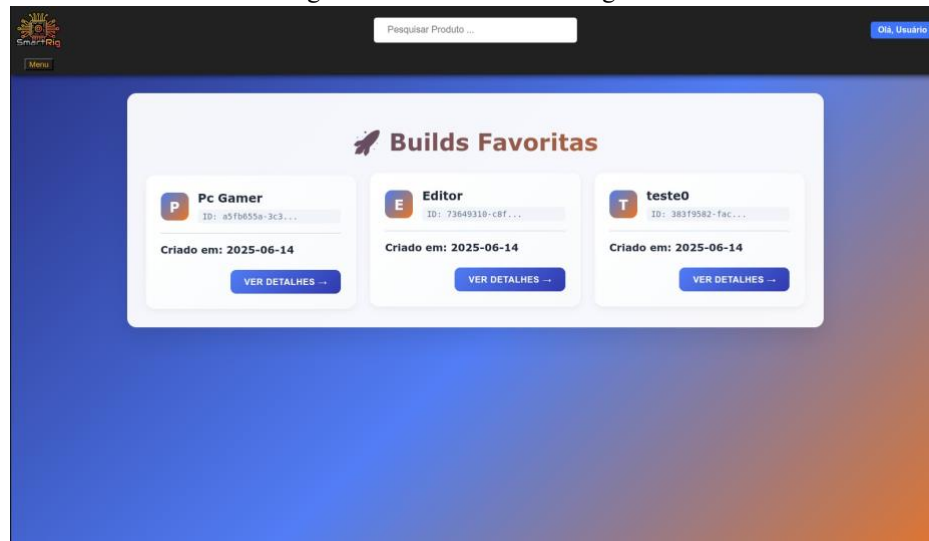 SmartRig
Menu
Pesquisar Produto ...
Olá, Usuário
Builds Favoritas
P
Pc Gamer
ID: a5fb655a-3c3...
Criado em: 2025-06-14
VER DETALHES →
E
Editor
ID: 73649310-c8f...
Criado em: 2025-06-14
VER DETALHES →
T
teste0
ID: 383f9582-fac...
Criado em: 2025-06-14
VER DETALHES →